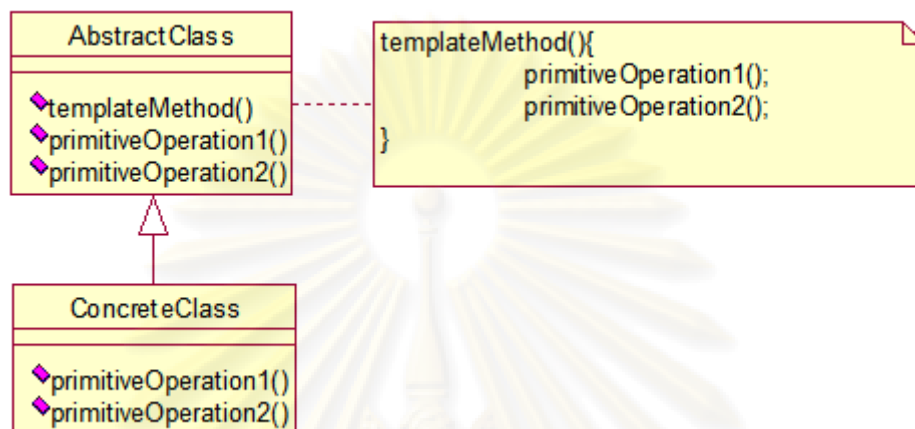 AbstractClass
templateMethod()
primitiveOperation1()
primitiveOperation2()
templateMethod(){
primitiveOperation1();
primitiveOperation2();
}
ConcreteClass
primitiveOperation1()
primitiveOperation2()